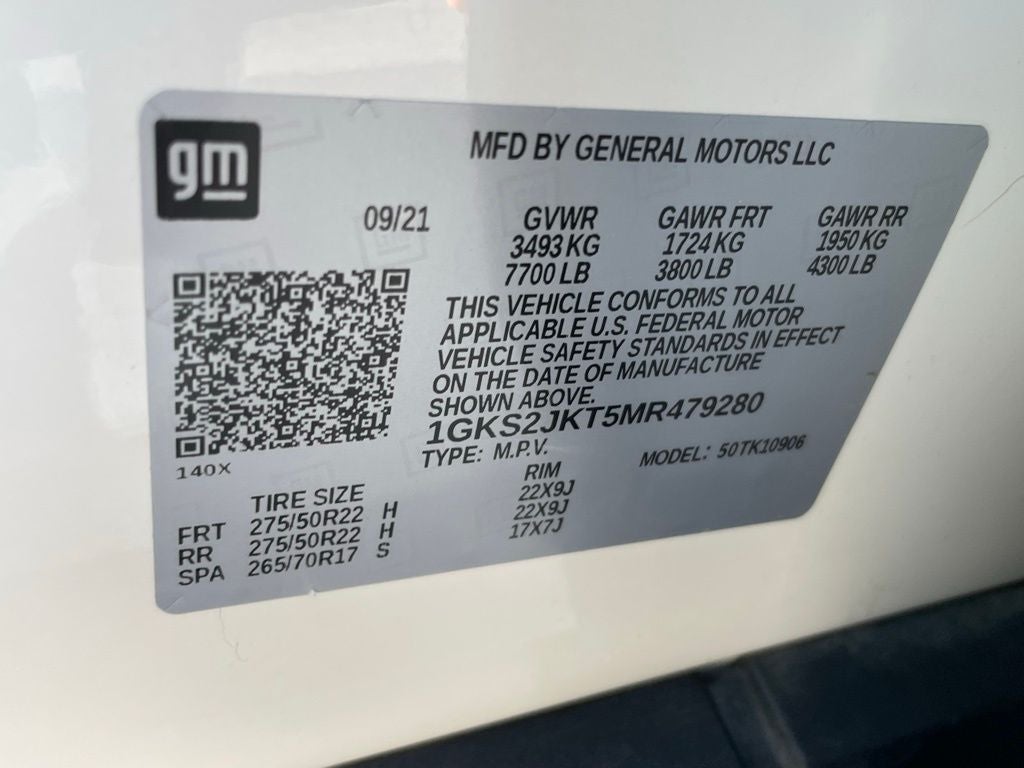 gm
MFD BY GENERAL MOTORS LLC
09/21 GVWR GAWR FRT GAWR RR
3493 KG 1724 KG 1950 KG
7700 LB 3800 LB 4300 LB
THIS VEHICLE CONFORMS TO ALL
APPLICABLE U.S. FEDERAL MOTOR
VEHICLE SAFETY STANDARDS IN EFFECT
ON THE DATE OF MANUFACTURE
SHOWN ABOVE.
1GKS2JKT5MR479280
140X TYPE: M.P.V. MODEL: 50TK10906
TIRE SIZE RIM
FRT 275/50R22 H 22X9J
RR 275/50R22 H 22X9J
SPA 265/70R17 S 17X7J